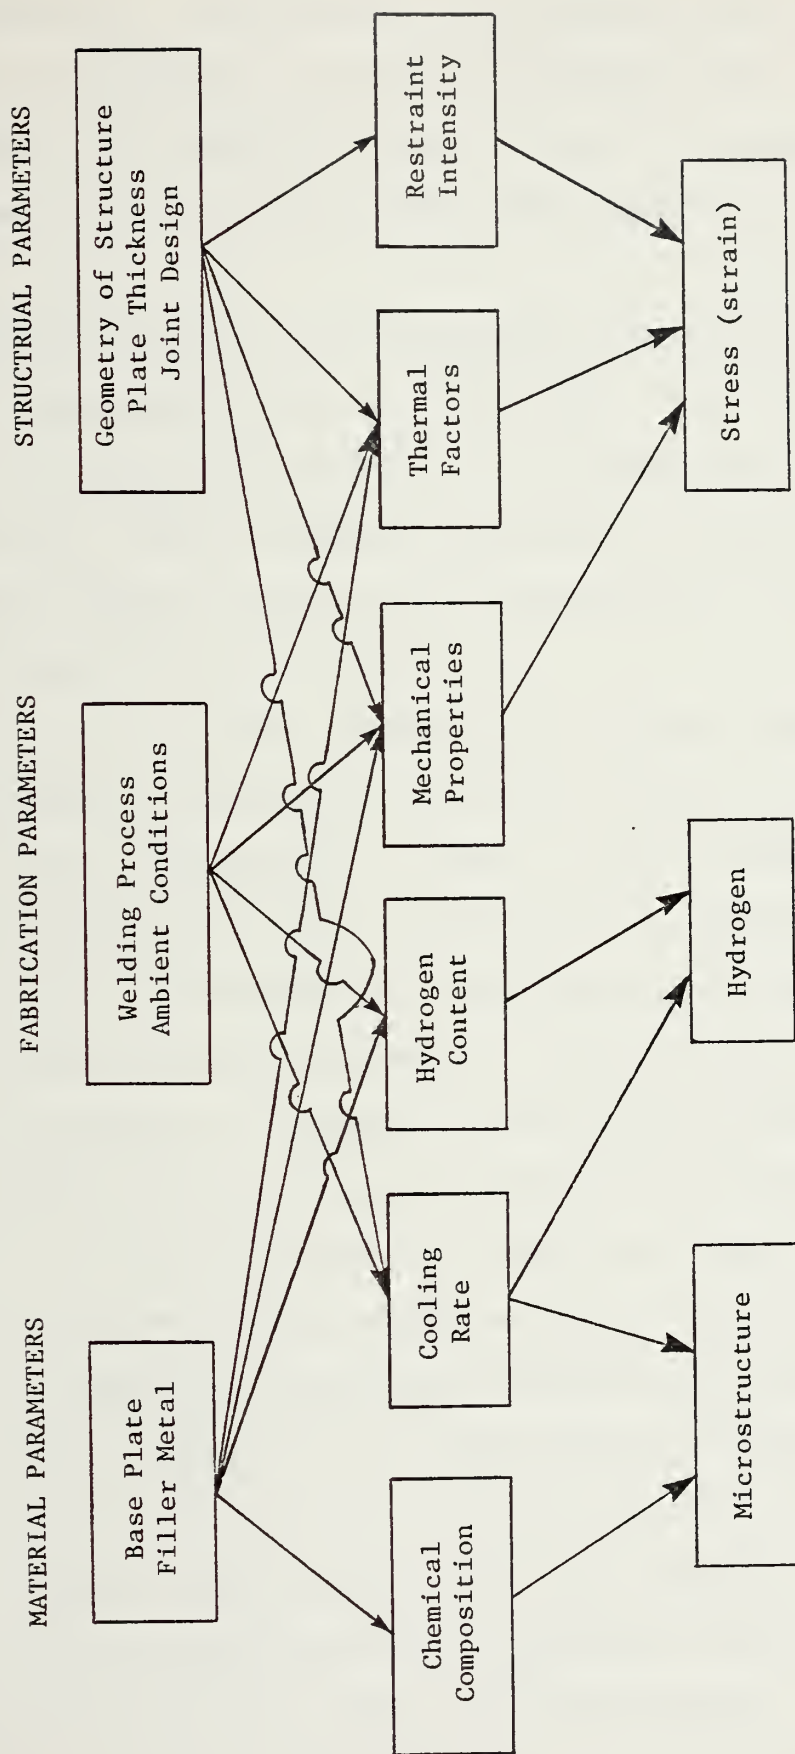 MATERIAL PARAMETERS
FABRICATION PARAMETERS
STRUCTRUAL PARAMETERS
Base Plate
Filler Metal
Welding Process
Ambient Conditions
Geometry of Structure
Plate Thickness
Joint Design
Chemical
Composition
Cooling
Rate
Hydrogen
Content
Mechanical
Properties
Thermal
Factors
Restraint
Intensity
Microstructure
Hydrogen
Stress (strain)